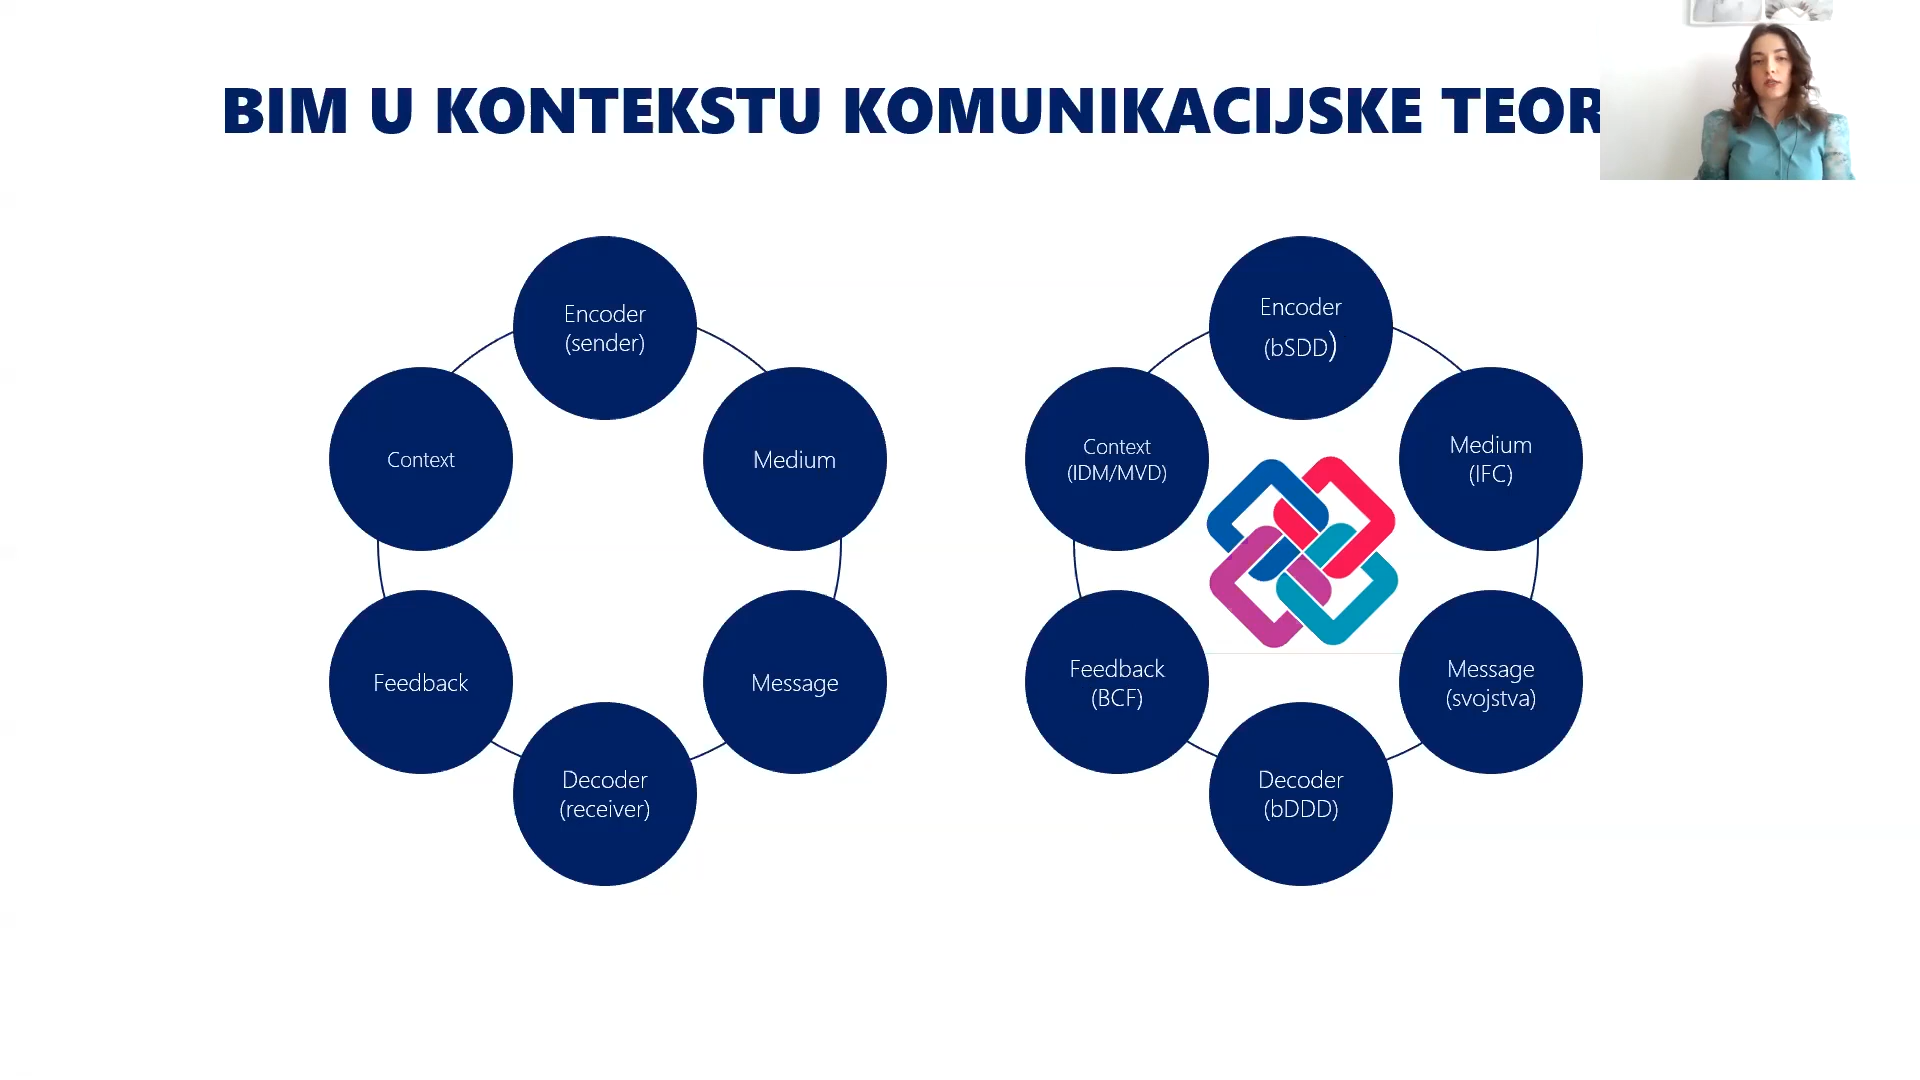 BIM U KONTEKSTU KOMUNIKACIJSKE TEOR
Encoder
(sender)
Medium
Message
Decoder
(receiver)
Feedback
Context
Encoder
(bSDD)
Medium
(IFC)
Message
(svojstva)
Decoder
(bDDD)
Feedback
(BCF)
Context
(IDM/MVD)